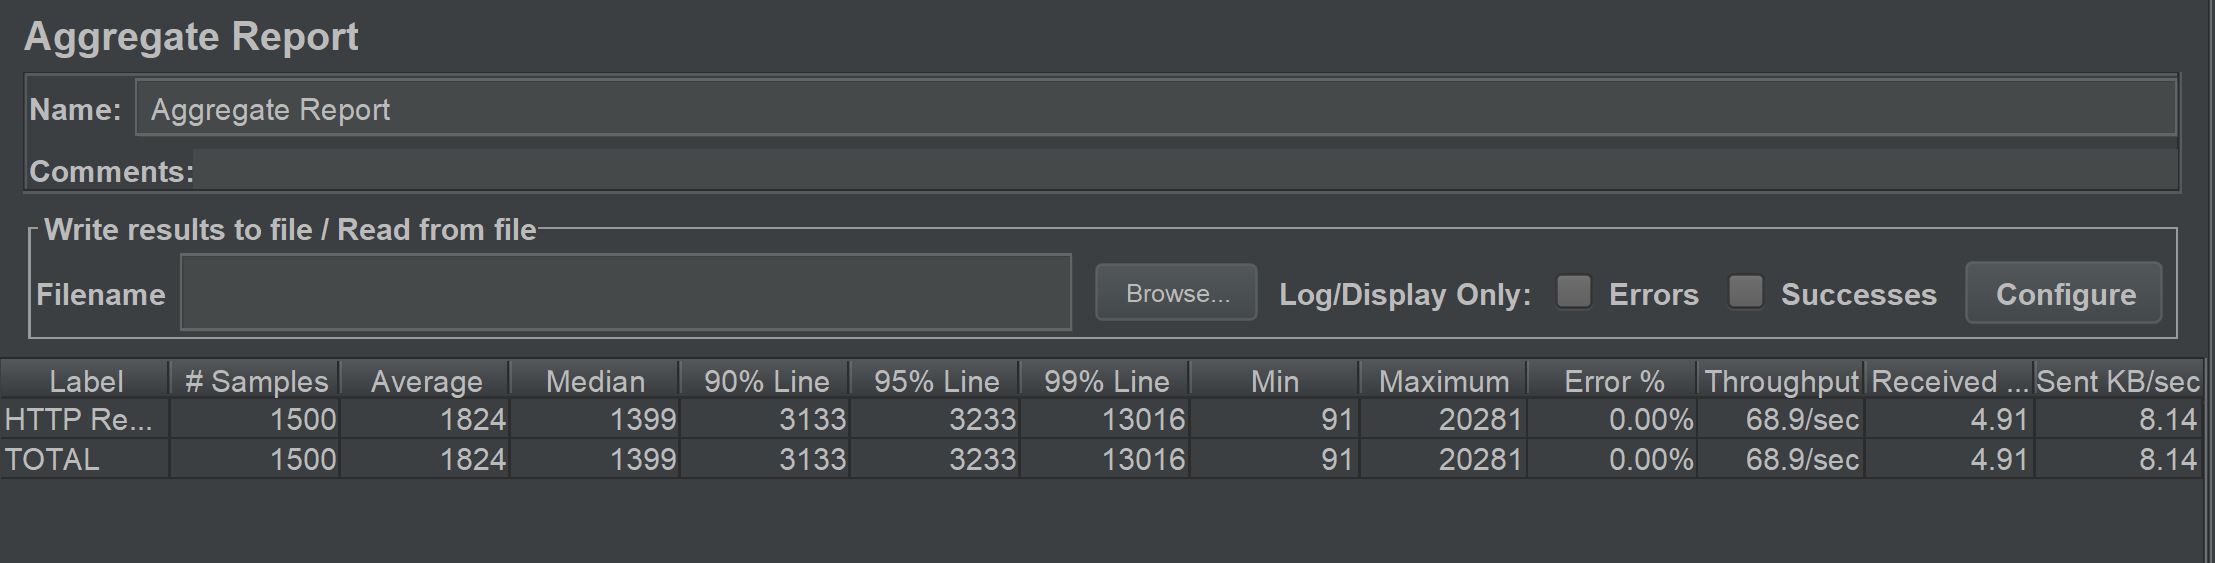 Aggregate Report
Name: Aggregate Report
Comments:
Write results to file / Read from file
Filename Browse... Log/Display Only: Errors Successes Configure
Label # Samples Average Median 90% Line 95% Line 99% Line Min Maximum Error % Throughput Received ... Sent KB/sec
HTTP Re... 1500 1824 1399 3133 3233 13016 91 20281 0.00% 68.9/sec 4.91 8.14
TOTAL 1500 1824 1399 3133 3233 13016 91 20281 0.00% 68.9/sec 4.91 8.14